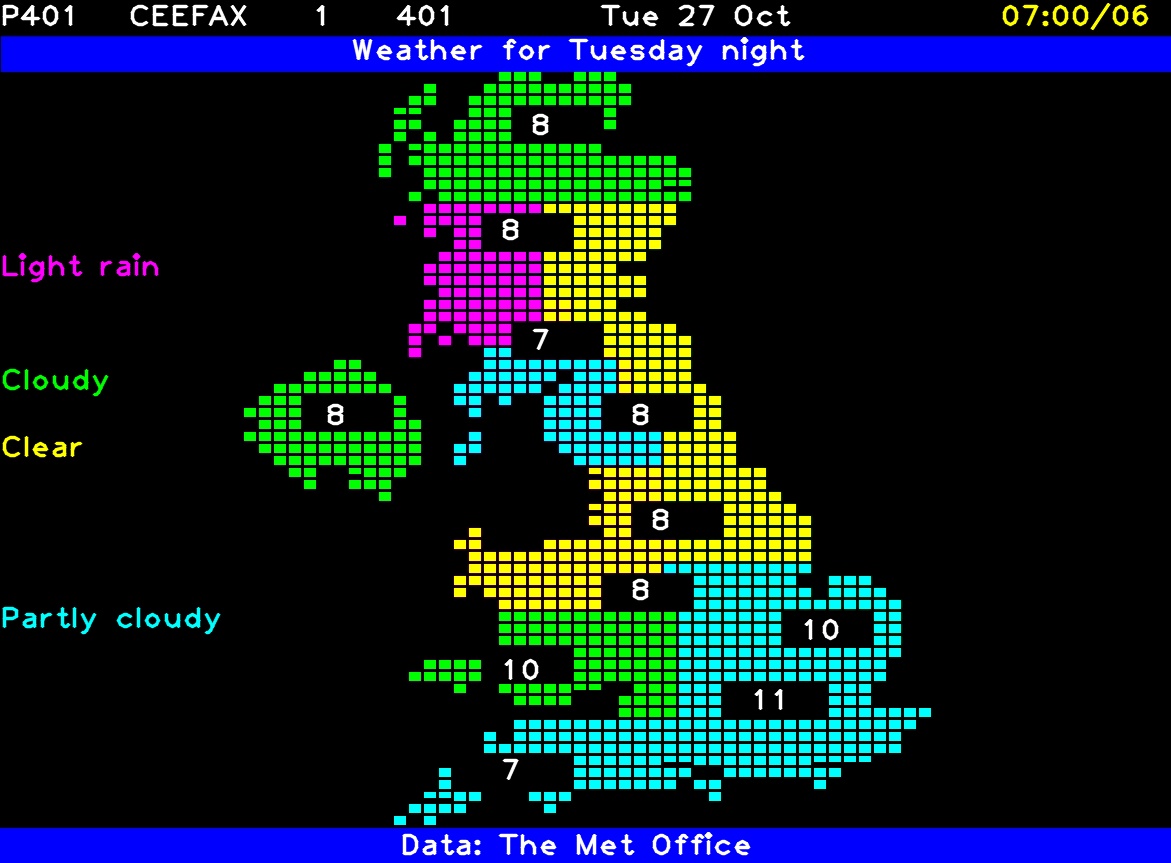 P401 CEEFAX 1 401 Tue 27 Oct 07:00/06
Weather for Tuesday night
8
8
Light rain
7
Cloudy
8 8
Clear
8
8
Partly cloudy
10
10
11
7
Data: The Met Office